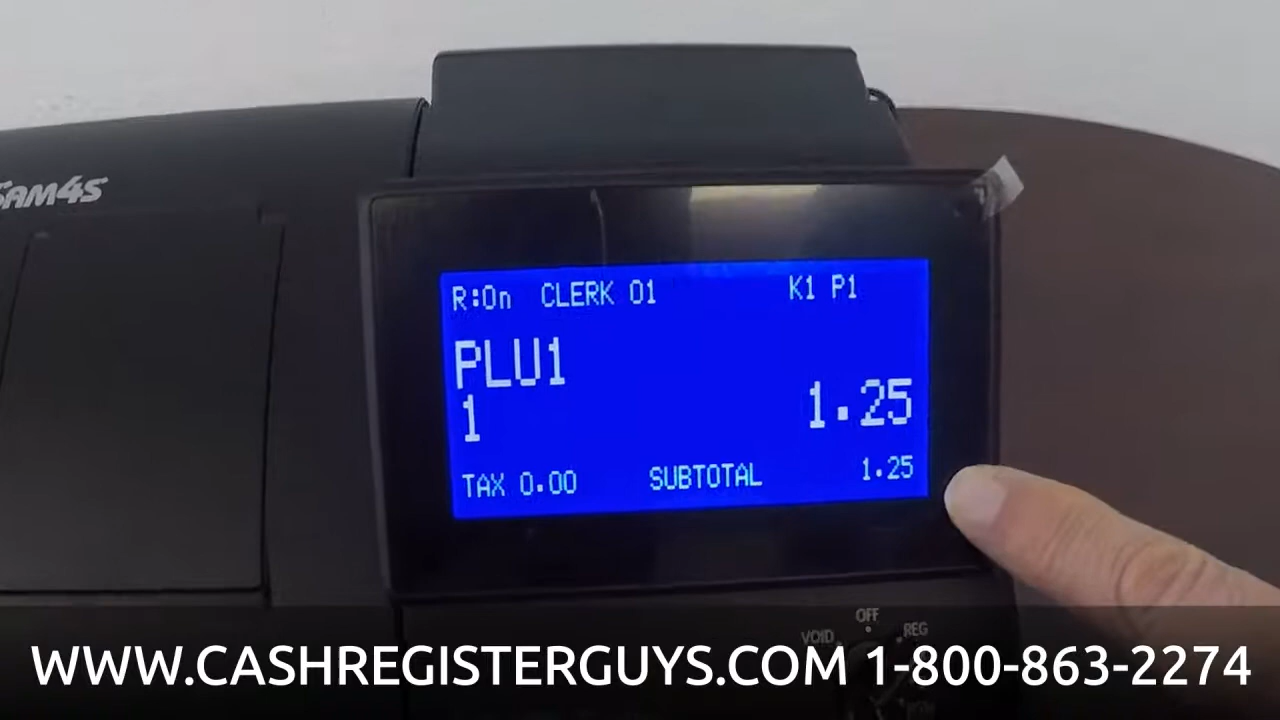 SAM4S
R:On CLERK 01 K1 P1
PLU1
1 1.25
TAX 0.00 SUBTOTAL 1.25
OFF
VOID REG
WWW.CASHREGISTERGUYS.COM 1-800-863-2274